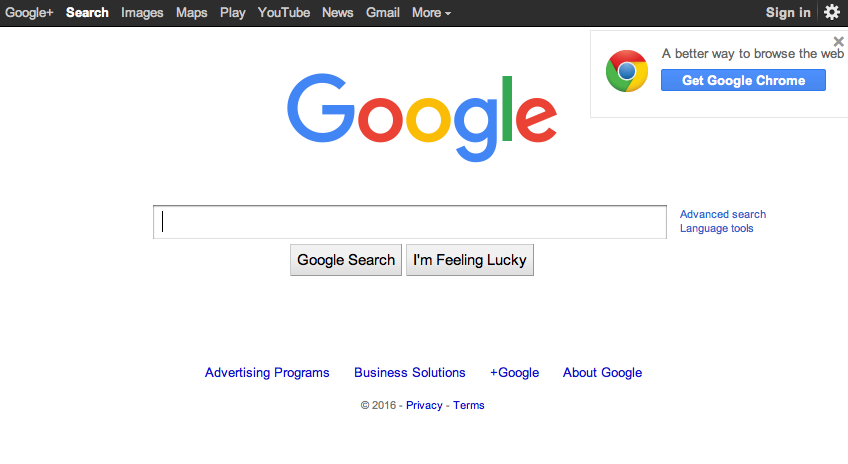 Google+ Search Images Maps Play YouTube News Gmail More Sign in
A better way to browse the web
Get Google Chrome
Google
Advanced search
Language tools
Google Search I'm Feeling Lucky
Advertising Programs Business Solutions +Google About Google
© 2016 - Privacy - Terms